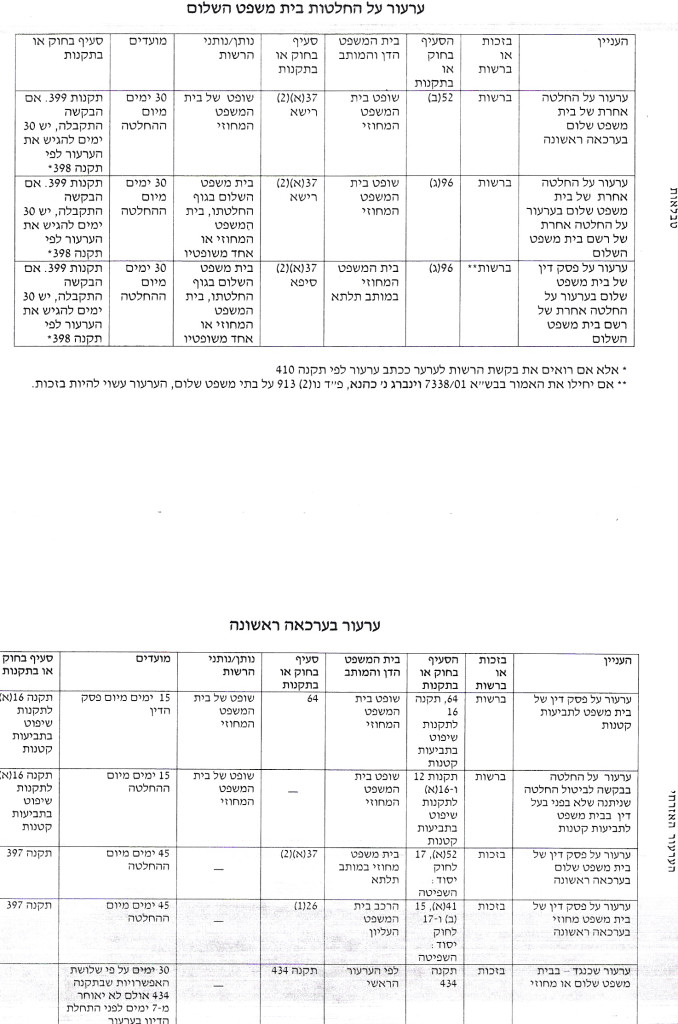 ערעור על החלטות בית משפט השלום
העניין | בזכות או ברשות | הסעיף בחוק או בתקנות | בית המשפט הדן והמותב | סעיף בחוק או בתקנות | נותן/נותני הרשות | מועדים | סעיף בחוק או בתקנות
ערעור על החלטה אחרת של בית משפט שלום בערכאה ראשונה | ברשות | 52(ב) | שופט בית המשפט המחוזי | 37(א)(2) רישא | שופט של בית המשפט המחוזי | 30 ימים מיום ההחלטה | תקנות 399. אם הבקשה התקבלה, יש 30 ימים להגיש את הערעור לפי תקנה 398*
ערעור על החלטה אחרת של בית משפט שלום בערעור על החלטה אחרת של רשם בית משפט השלום | ברשות | 96(ג) | שופט בית המשפט המחוזי | 37(א)(2) רישא | בית משפט השלום בגוף החלטתו, בית המשפט המחוזי או אחד משופטיו | 30 ימים מיום ההחלטה | תקנות 399. אם הבקשה התקבלה, יש 30 ימים להגיש את הערעור לפי תקנה 398*
ערעור על פסק דין של בית משפט שלום בערעור על החלטה אחרת של רשם בית משפט השלום | ברשות** | 96(ג) | בית המשפט המחוזי במותב תלתא | 37(א)(2) סיפא | בית משפט השלום בגוף החלטתו, בית המשפט המחוזי או אחד משופטיו | 30 ימים מיום ההחלטה | תקנות 399. אם הבקשה התקבלה, יש 30 ימים להגיש את הערעור לפי תקנה 398*
* אלא אם רואים את בקשת הרשות לערער ככתב ערעור לפי תקנה 410
** אם יחילו את האמור בבש"א 7338/01 וינברג נ' כהנא, פ"ד נו(2) 913 על בתי משפט שלום, הערעור עשוי להיות בזכות.
טבלאות
ערעור בערכאה ראשונה
העניין | בזכות או ברשות | הסעיף בחוק או בתקנות | בית המשפט הדן והמותב | סעיף בחוק או בתקנות | נותן/נותני הרשות | מועדים | סעיף בחוק או בתקנות
ערעור על פסק דין של בית משפט לתביעות קטנות | ברשות | 64, תקנה 16 לתקנות שיפוט בתביעות קטנות | שופט בית המשפט המחוזי | 64 | שופט של בית המשפט המחוזי | 15 ימים מיום פסק הדין | תקנה 16(א) לתקנות שיפוט בתביעות קטנות
ערעור על החלטה בבקשה לביטול החלטה שניתנה שלא בפני בעל דין בבית משפט לתביעות קטנות | ברשות | תקנות 12 ו-16(א) לתקנות שיפוט בתביעות קטנות | שופט בית המשפט המחוזי | — | שופט של בית המשפט המחוזי | 15 ימים מיום ההחלטה | תקנה 16(א) לתקנות שיפוט בתביעות קטנות
ערעור על פסק דין של בית משפט שלום בערכאה ראשונה | בזכות | 52(א), 17 לחוק יסוד: השפיטה | בית משפט מחוזי במותב תלתא | 37(א)(2) | — | 45 ימים מיום ההחלטה | תקנה 397
ערעור על פסק דין של בית משפט מחוזי בערכאה ראשונה | בזכות | 41(א), 15 (ב) ו-17 לחוק יסוד: השפיטה | הרכב בית המשפט העליון | 26(1) | — | 45 ימים מיום ההחלטה | תקנה 397
ערעור שכנגד – בבית משפט שלום או מחוזי | בזכות | תקנה 434 | לפי הערעור הראשי | תקנה 434 | — | 30 ימים על פי שלושת האפשרויות שבתקנה 434 אולם לא יאוחר מ-7 ימים לפני התחלת הדיון בערעור
הערעור האזרחי